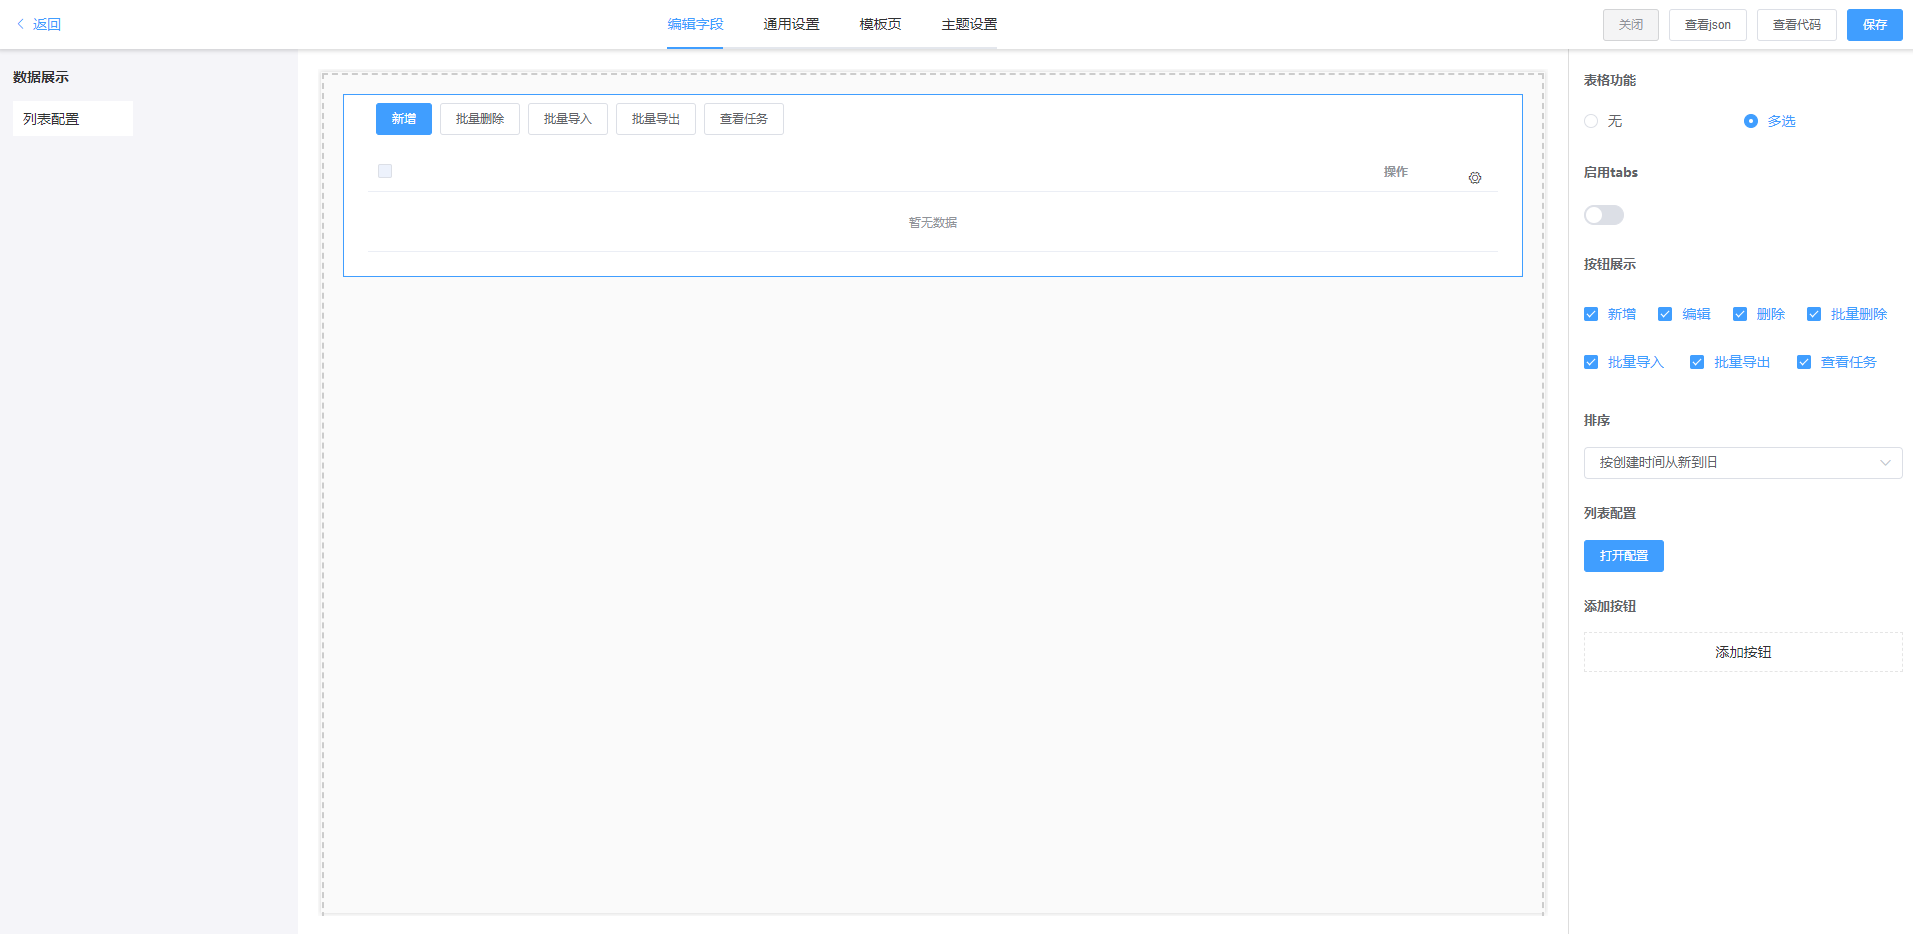 返回
编辑字段 通用设置 模板页 主题设置
关闭 查看json 查看代码 保存
数据展示
列表配置
新增 批量删除 批量导入 批量导出 查看任务
操作
暂无数据
表格功能
无 多选
启用tabs
按钮展示
新增 编辑 删除 批量删除
批量导入 批量导出 查看任务
排序
按创建时间从新到旧
列表配置
打开配置
添加按钮
添加按钮